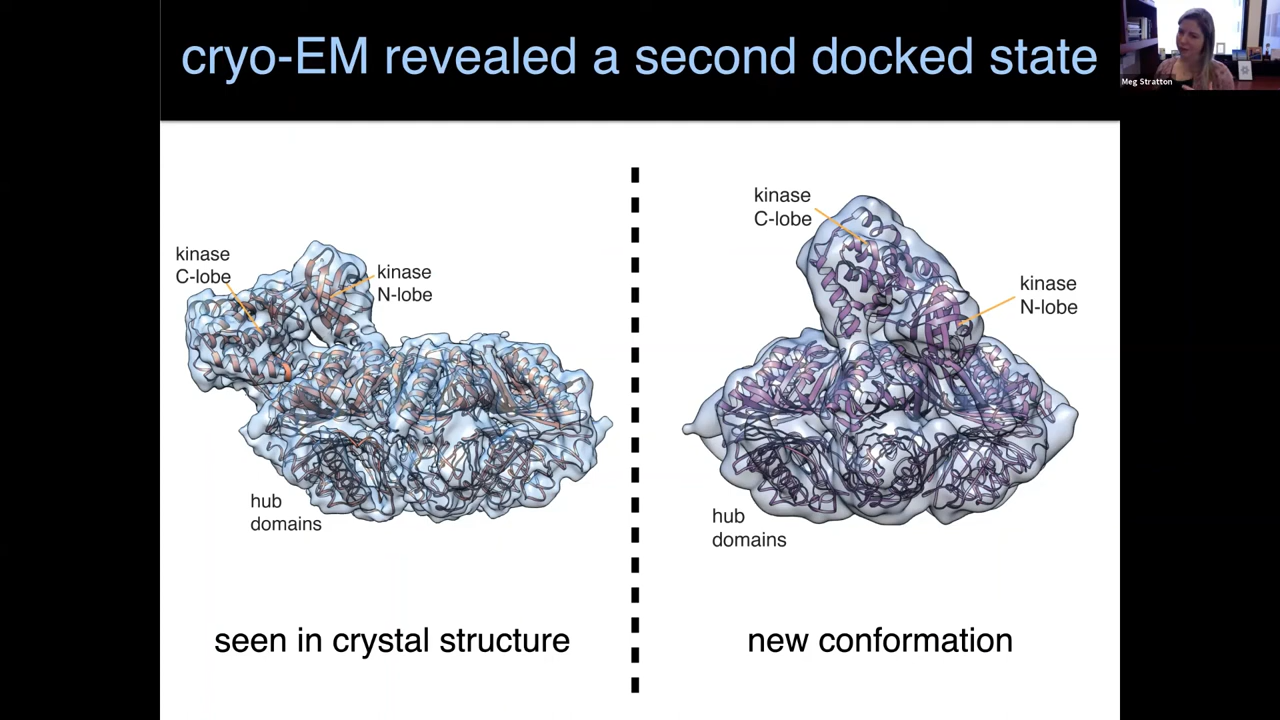 cryo-EM revealed a second docked state
Meg Stratton
kinase
C-lobe
kinase
N-lobe
hub
domains
seen in crystal structure
kinase
C-lobe
kinase
N-lobe
hub
domains
new conformation